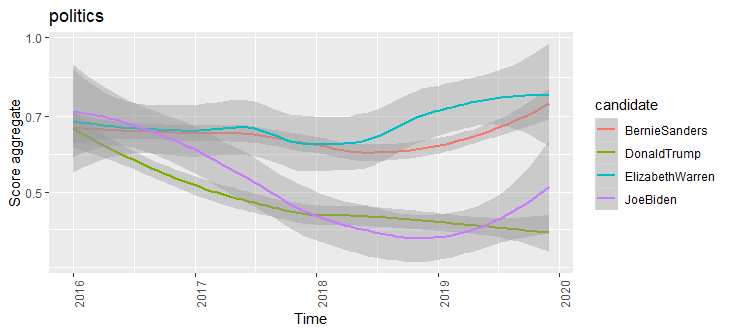 politics
1.0
0.7
0.5
Score aggregate
2016
2017
2018
2019
2020
Time
candidate
BernieSanders
DonaldTrump
ElizabethWarren
JoeBiden